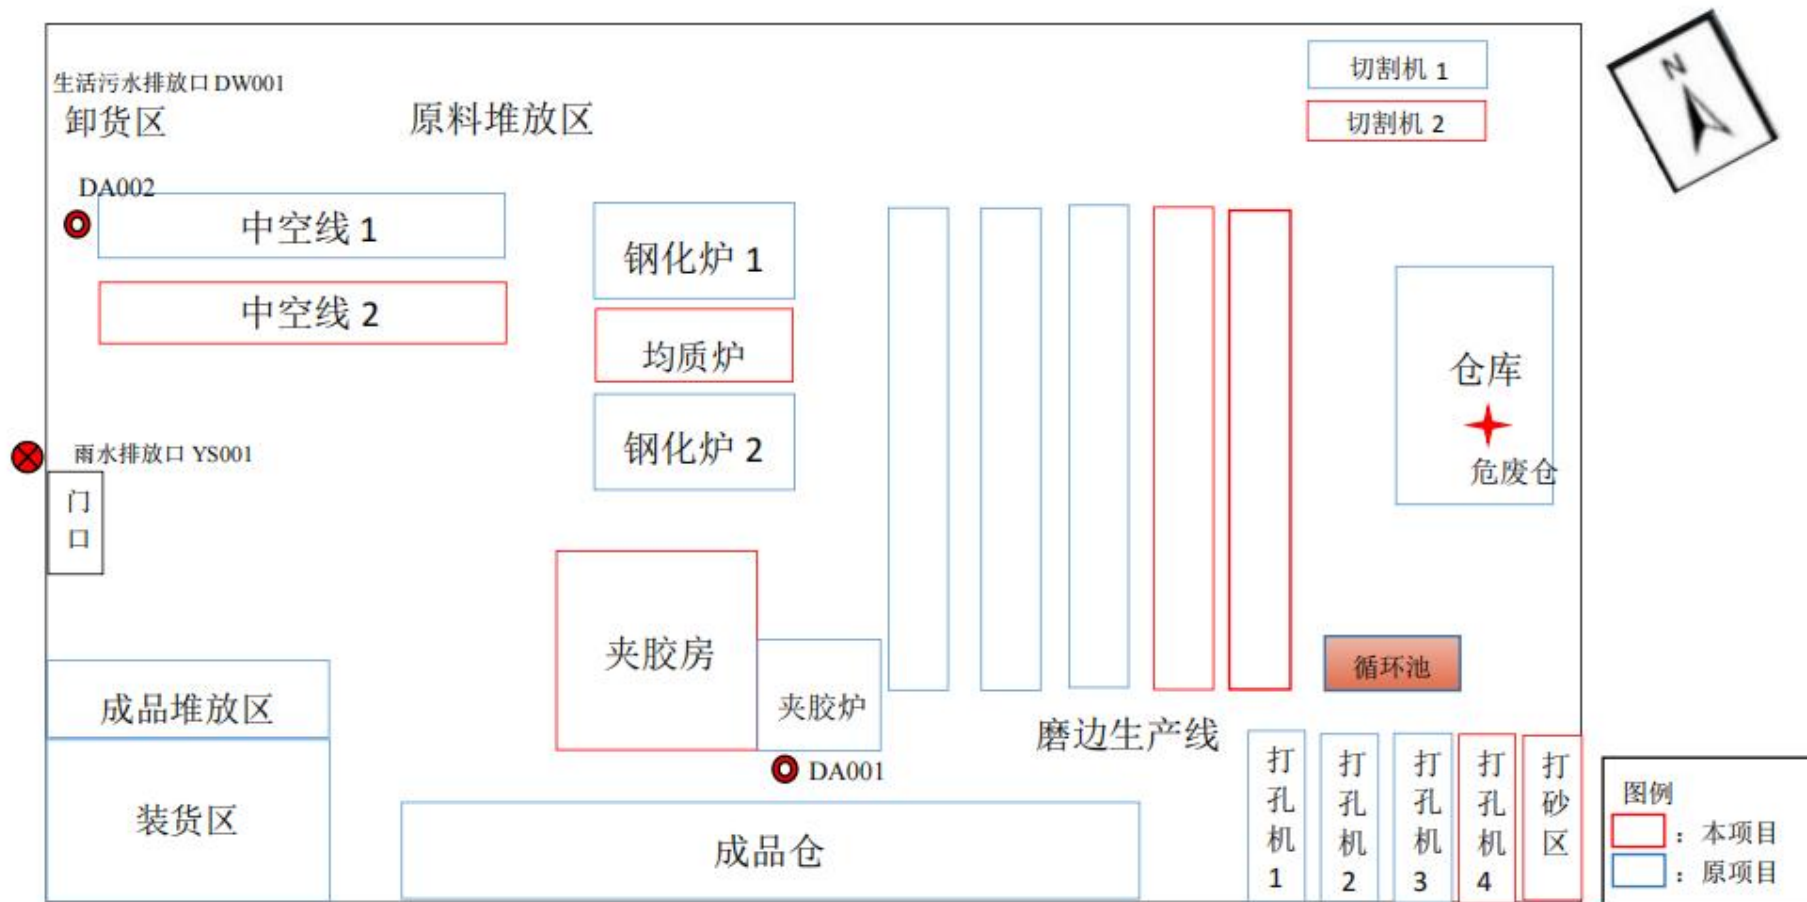 N
切割机 1
切割机 2
生活污水排放口 DW001
卸货区
原料堆放区
DA002
中空线 1
中空线 2
钢化炉 1
均质炉
钢化炉 2
仓库
危废仓
雨水排放口 YS001
门
口
夹胶房
夹胶炉
循环池
成品堆放区
磨边生产线
DA001
装货区
成品仓
打
孔
机
1
打
孔
机
2
打
孔
机
3
打
孔
机
4
打
砂
区
图例
：本项目
：原项目